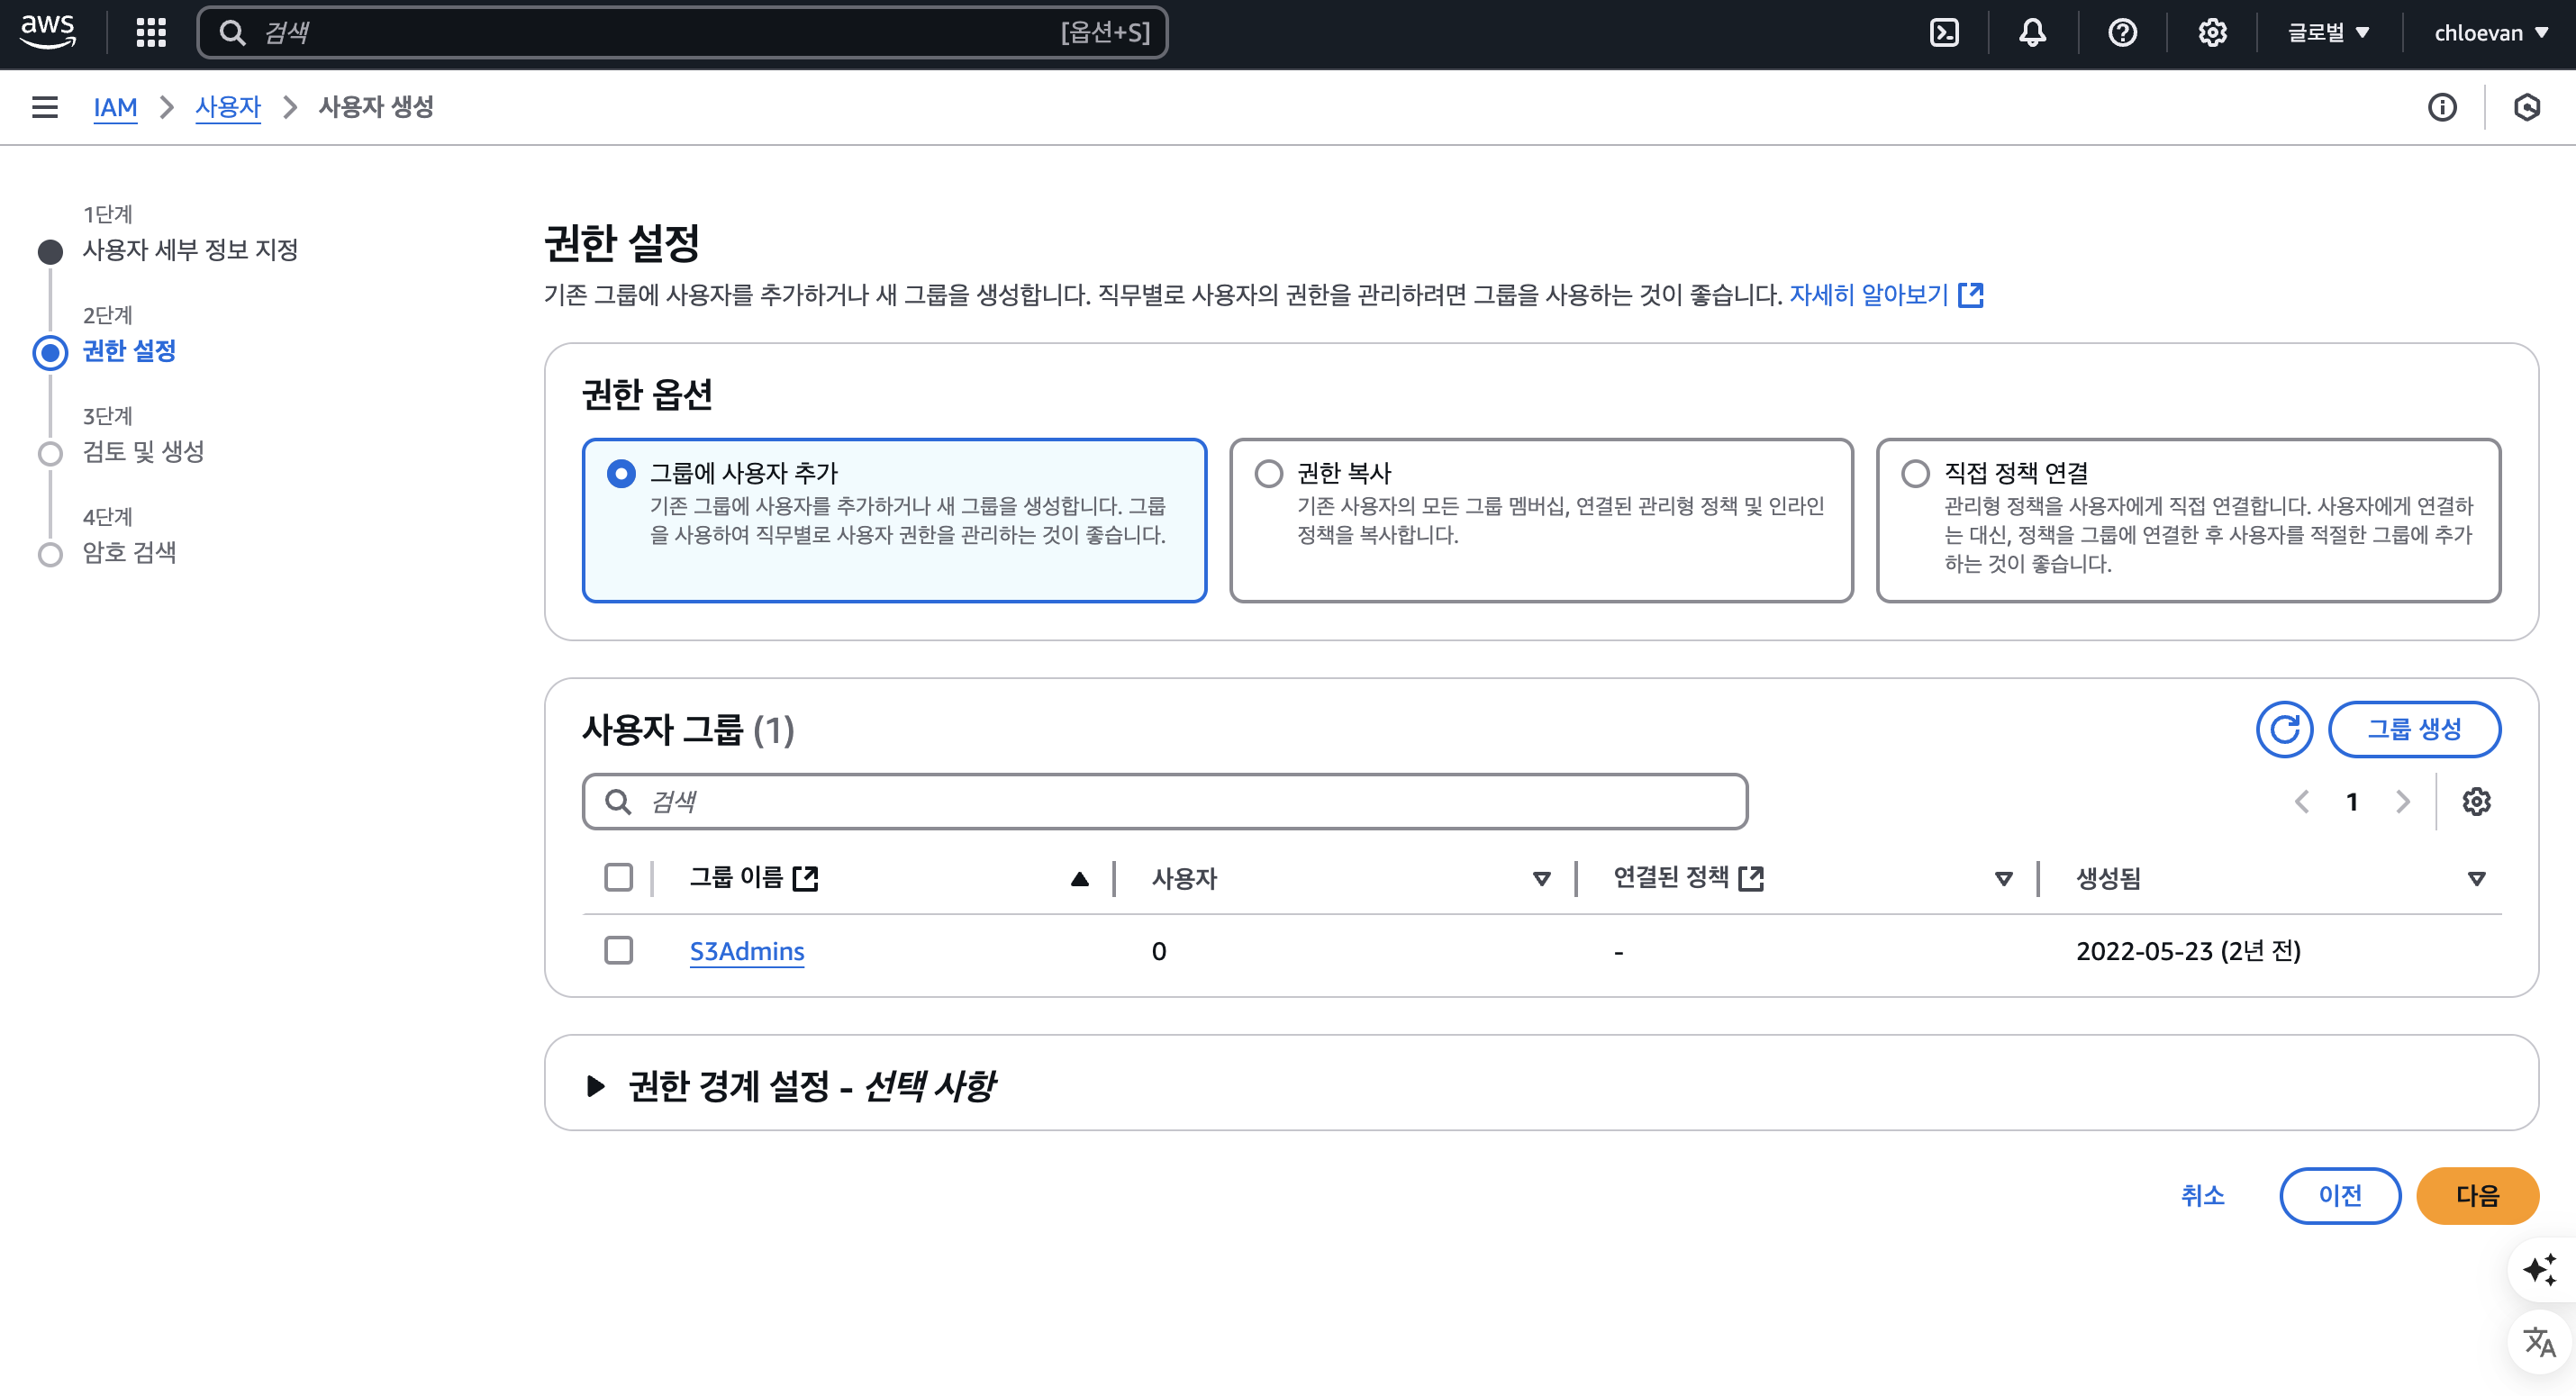 aws
검색
[옵션+S]
글로벌
chloevan
IAM
사용자
사용자 생성
1단계
사용자 세부 정보 지정
2단계
권한 설정
3단계
검토 및 생성
4단계
암호 검색
권한 설정
기존 그룹에 사용자를 추가하거나 새 그룹을 생성합니다. 직무별로 사용자의 권한을 관리하려면 그룹을 사용하는 것이 좋습니다. 자세히 알아보기
권한 옵션
그룹에 사용자 추가
기존 그룹에 사용자를 추가하거나 새 그룹을 생성합니다. 그룹
을 사용하여 직무별로 사용자 권한을 관리하는 것이 좋습니다.
권한 복사
기존 사용자의 모든 그룹 멤버십, 연결된 관리형 정책 및 인라인
정책을 복사합니다.
직접 정책 연결
관리형 정책을 사용자에게 직접 연결합니다. 사용자에게 연결하
는 대신, 정책을 그룹에 연결한 후 사용자를 적절한 그룹에 추가
하는 것이 좋습니다.
사용자 그룹 (1)
그룹 생성
검색
1
그룹 이름
사용자
연결된 정책
생성됨
S3Admins
0
-
2022-05-23 (2년 전)
권한 경계 설정 - 선택 사항
취소
이전
다음